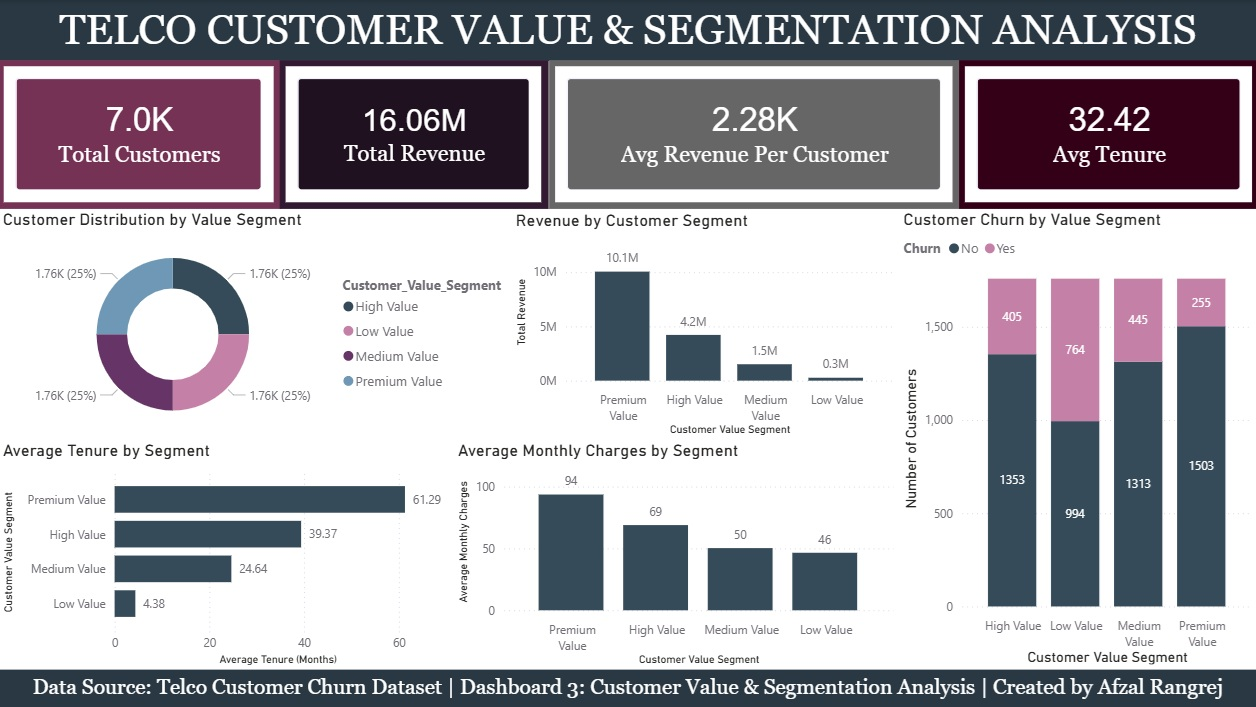 TELCO CUSTOMER VALUE & SEGMENTATION ANALYSIS
7.0K
Total Customers
16.06M
Total Revenue
2.28K
Avg Revenue Per Customer
32.42
Avg Tenure
Customer Distribution by Value Segment
1.76K (25%)
1.76K (25%)
1.76K (25%)
1.76K (25%)
Customer_Value_Segment
High Value
Low Value
Medium Value
Premium Value
Revenue by Customer Segment
Total Revenue
10M
5M
0M
10.1M
4.2M
1.5M
0.3M
Premium
Value
High Value
Medium
Value
Low Value
Customer Value Segment
Customer Churn by Value Segment
Churn No Yes
Number of Customers
1,500
1,000
500
0
405
1353
764
994
445
1313
255
1503
High Value
Low Value
Medium
Value
Premium
Value
Customer Value Segment
Average Tenure by Segment
Customer Value Segment
Premium Value 61.29
High Value 39.37
Medium Value 24.64
Low Value 4.38
0 20 40 60
Average Tenure (Months)
Average Monthly Charges by Segment
Average Monthly Charges
100
50
0
94
69
50
46
Premium
Value
High Value
Medium Value
Low Value
Customer Value Segment
Data Source: Telco Customer Churn Dataset | Dashboard 3: Customer Value & Segmentation Analysis | Created by Afzal Rangrej